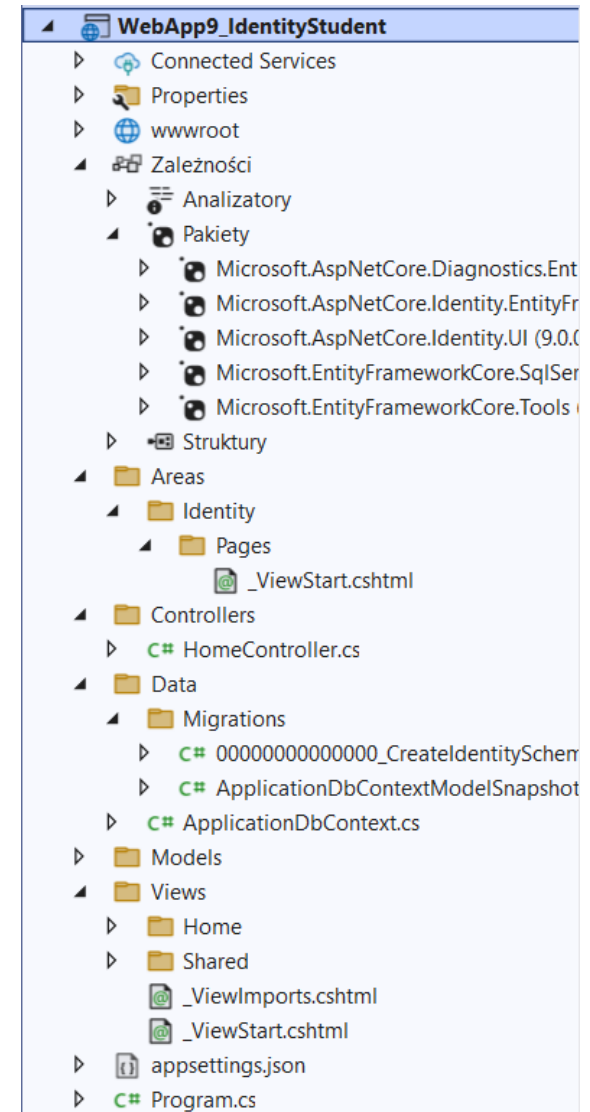 WebApp9_IdentityStudent
Connected Services
Properties
wwwroot
Zależności
Analizatory
Pakiety
Microsoft.AspNetCore.Diagnostics.Ent
Microsoft.AspNetCore.Identity.EntityFr
Microsoft.AspNetCore.Identity.UI (9.0.0
Microsoft.EntityFrameworkCore.SqlSer
Microsoft.EntityFrameworkCore.Tools (
Struktury
Areas
Identity
Pages
_ViewStart.cshtml
Controllers
C# HomeController.cs
Data
Migrations
C# 00000000000000_CreateIdentitySchem
C# ApplicationDbContextModelSnapshot
C# ApplicationDbContext.cs
Models
Views
Home
Shared
_ViewImports.cshtml
_ViewStart.cshtml
appsettings.json
C# Program.cs